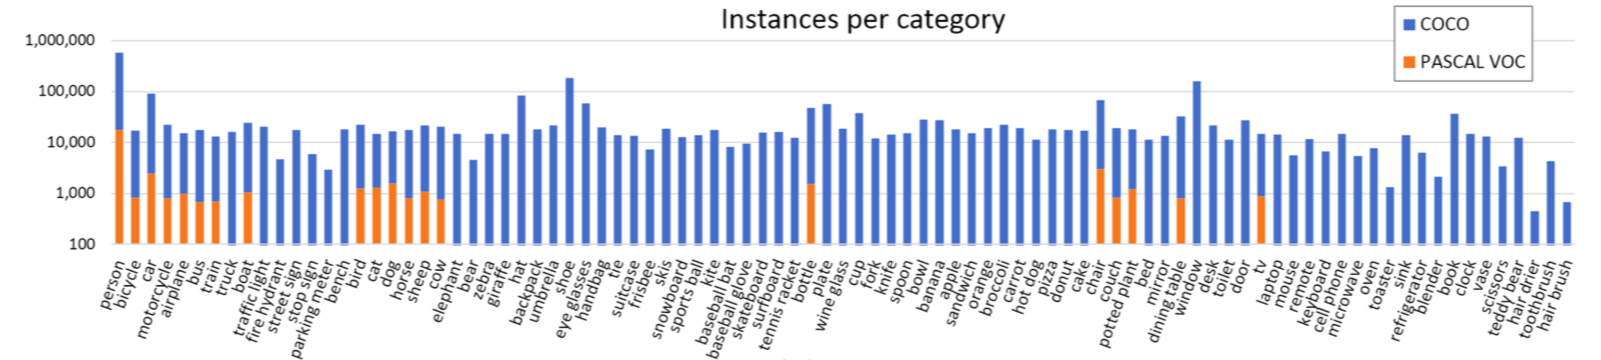 Instances per category
COCO
PASCAL VOC
1,000,000
100,000
10,000
1,000
100
person
bicycle
car
motorcycle
airplane
bus
train
truck
boat
traffic light
fire hydrant
street sign
stop sign
parking meter
bench
bird
cat
dog
horse
sheep
cow
elephant
bear
zebra
giraffe
hat
backpack
umbrella
shoe
eye glasses
handbag
tie
suitcase
frisbee
skis
snowboard
sports ball
kite
baseball bat
baseball glove
skateboard
surfboard
tennis racket
bottle
plate
wine glass
cup
fork
knife
spoon
bowl
banana
apple
sandwich
orange
broccoli
carrot
hot dog
pizza
donut
cake
chair
couch
potted plant
bed
mirror
dining table
window
desk
toilet
door
tv
laptop
mouse
remote
keyboard
cell phone
microwave
oven
toaster
sink
refrigerator
blender
book
clock
vase
scissors
teddy bear
hair drier
toothbrush
hair brush